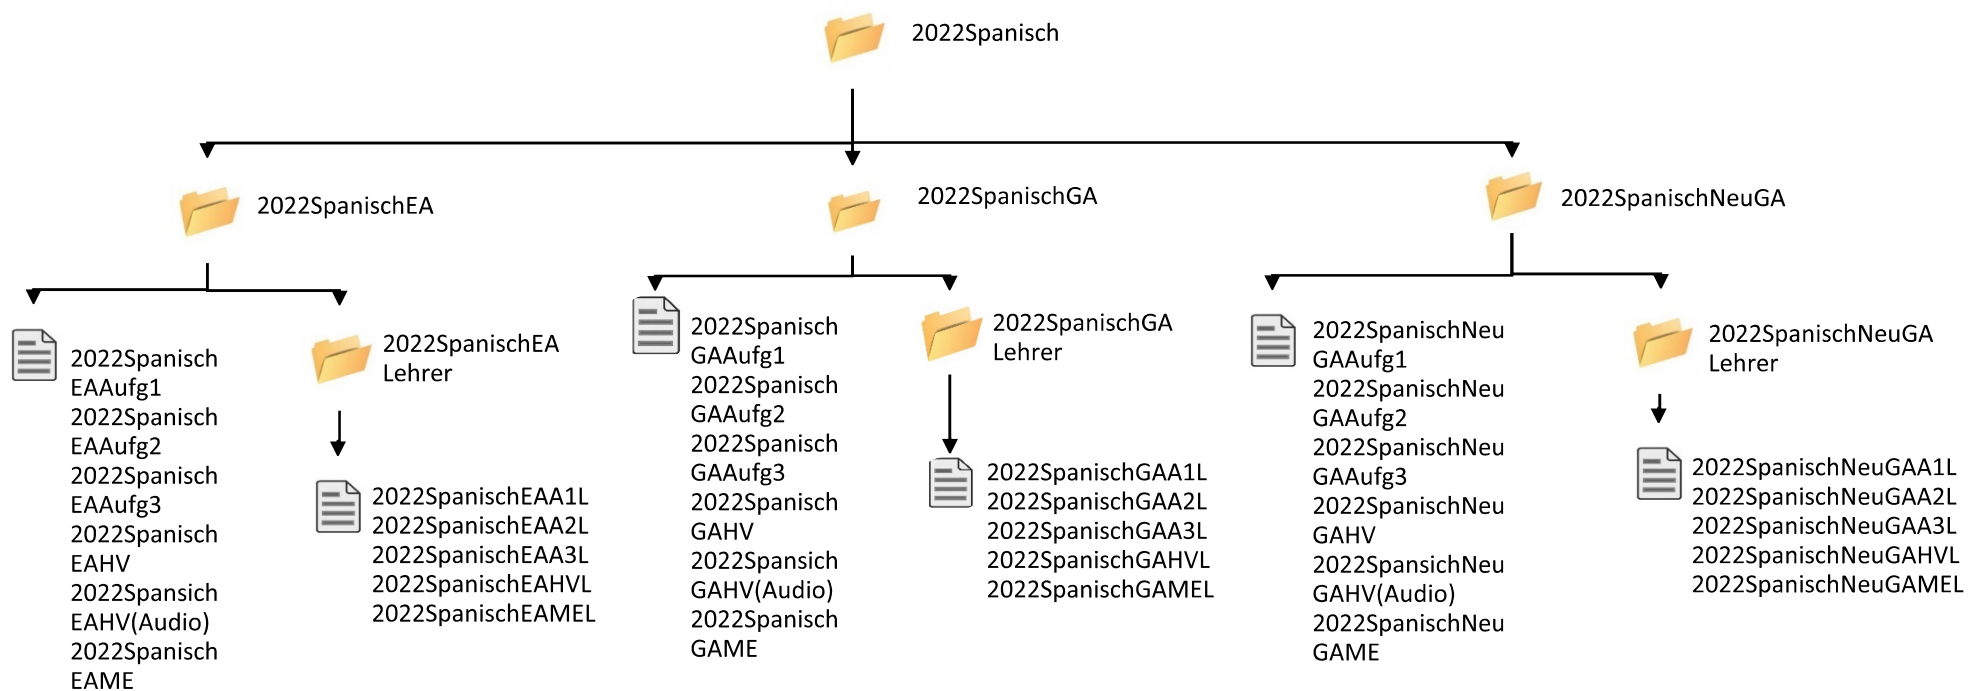 2022Spanisch
2022SpanischEA
2022SpanischGA
2022SpanischNeuGA
2022Spanisch
EAAufg1
2022Spanisch
EAAufg2
2022Spanisch
EAAufg3
2022Spanisch
EAHV
2022Spansich
EAHV(Audio)
2022Spanisch
EAME
2022SpanischEA
Lehrer
2022SpanischEAA1L
2022SpanischEAA2L
2022SpanischEAA3L
2022SpanischEAHVL
2022SpanischEAMEL
2022Spanisch
GAAufg1
2022Spanisch
GAAufg2
2022Spanisch
GAAufg3
2022Spanisch
GAHV
2022Spansich
GAHV(Audio)
2022Spanisch
GAME
2022SpanischGA
Lehrer
2022SpanischGAA1L
2022SpanischGAA2L
2022SpanischGAA3L
2022SpanischGAHVL
2022SpanischGAMEL
2022SpanischNeu
GAAufg1
2022SpanischNeu
GAAufg2
2022SpanischNeu
GAAufg3
2022SpanischNeu
GAHV
2022SpansichNeu
GAHV(Audio)
2022SpanischNeu
GAME
2022SpanischNeuGA
Lehrer
2022SpanischNeuGAA1L
2022SpanischNeuGAA2L
2022SpanischNeuGAA3L
2022SpanischNeuGAHVL
2022SpanischNeuGAMEL